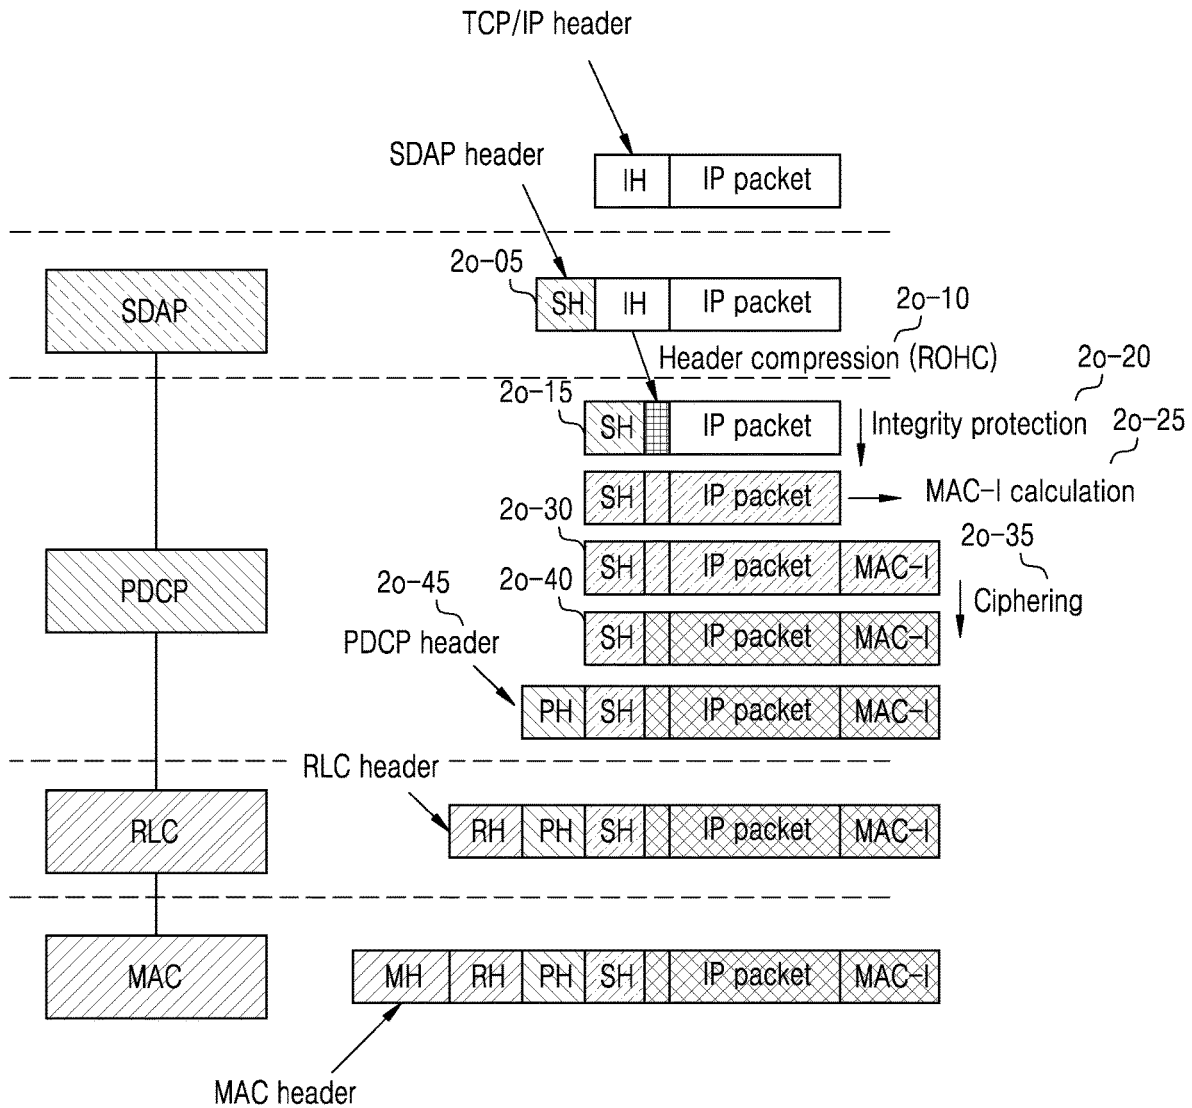 TCP/IP header
SDAP header
IH IP packet
2o-05
SDAP
SH IH IP packet
2o-10
Header compression (ROHC)
2o-20
2o-15
SH IP packet
Integrity protection
2o-25
SH IP packet
MAC-I calculation
2o-30
2o-35
SH IP packet MAC-I
2o-40
PDCP
Ciphering
2o-45
SH IP packet MAC-I
PDCP header
PH SH IP packet MAC-I
RLC header
RLC
RH PH SH IP packet MAC-I
MAC
MH RH PH SH IP packet MAC-I
MAC header